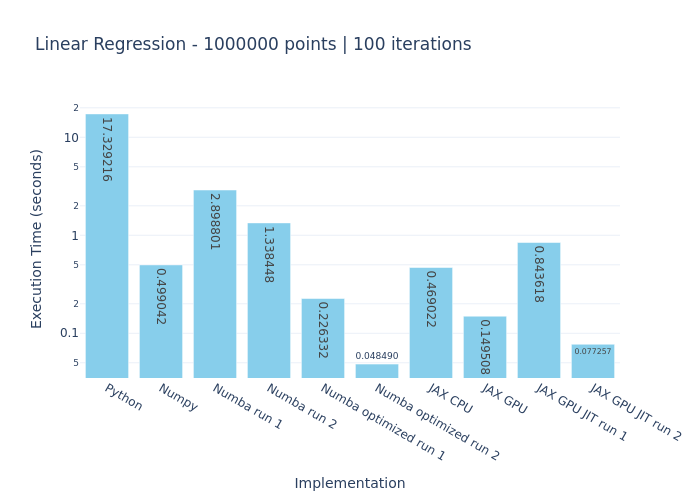 Linear Regression - 1000000 points | 100 iterations
Execution Time (seconds)
2
10
5
2
1
5
2
0.1
5
17.329216
0.499042
2.898801
1.338448
0.226332
0.048490
0.469022
0.149508
0.843618
0.077257
Python
Numpy
Numba run 1
Numba run 2
Numba optimized run 1
Numba optimized run 2
JAX CPU
JAX GPU
JAX GPU JIT run 1
JAX GPU JIT run 2
Implementation